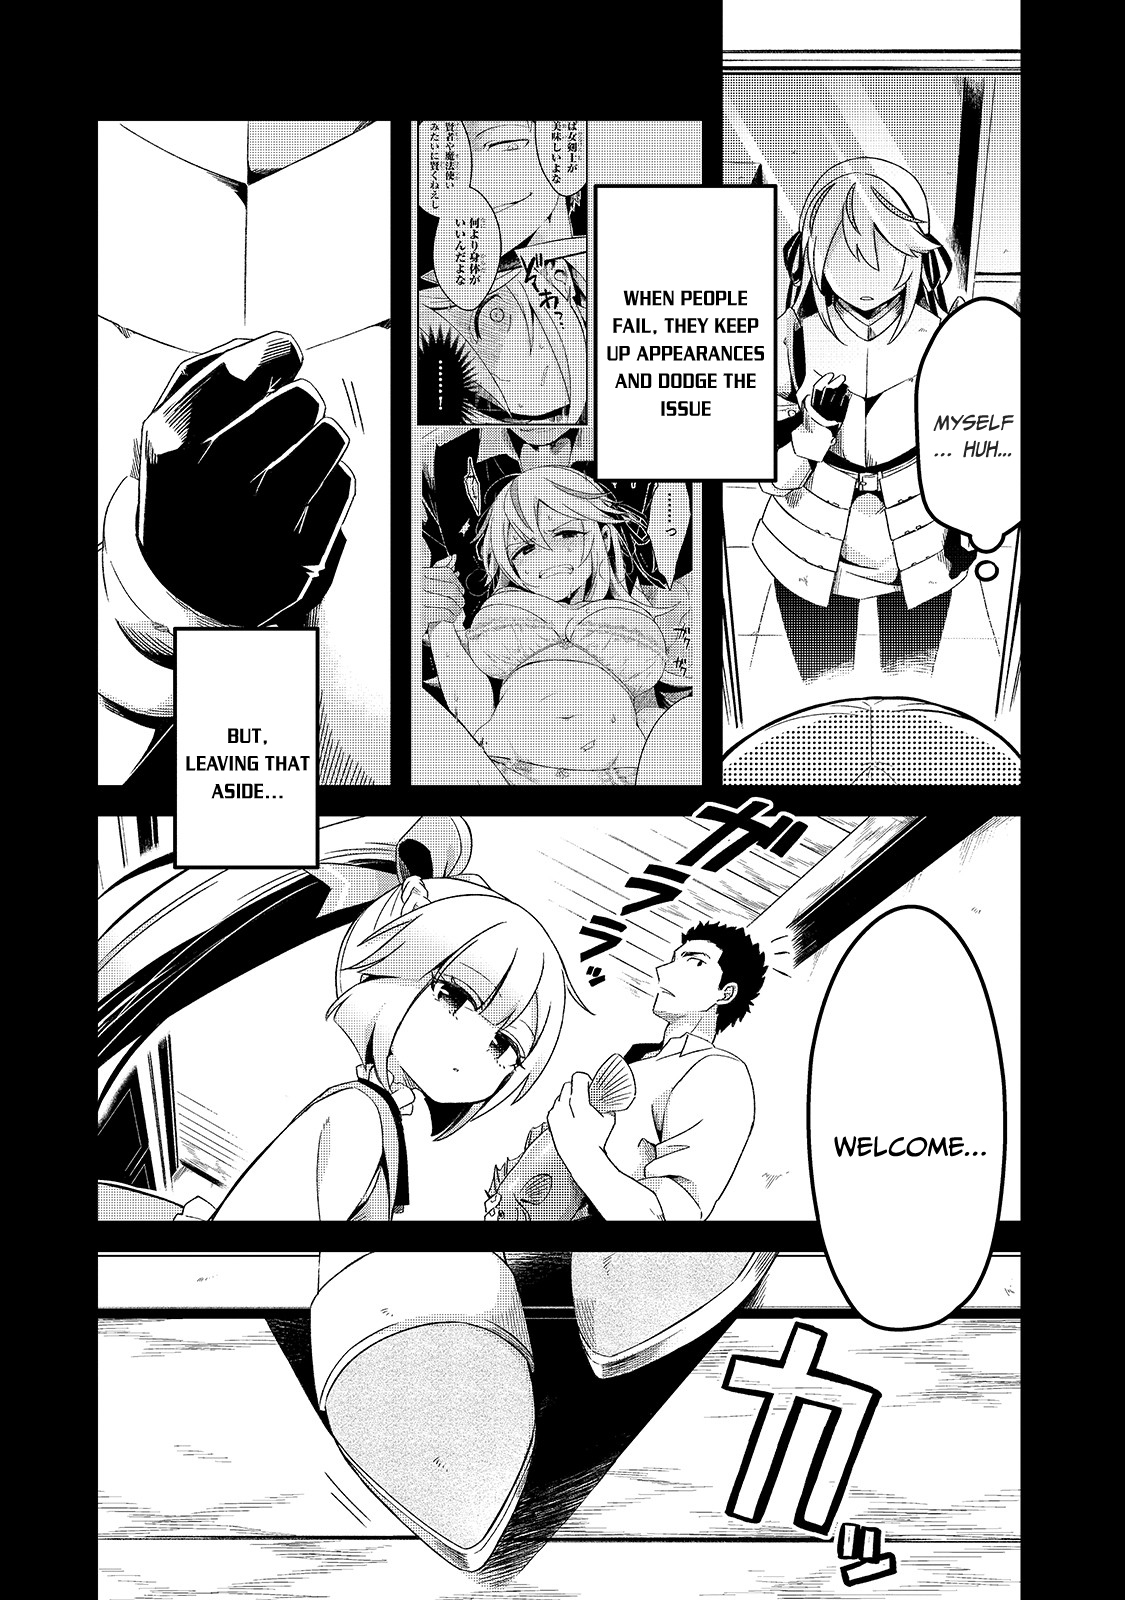 MYSELF
... HUH...
WHEN PEOPLE
FAIL, THEY KEEP
UP APPEARANCES
AND DODGE THE
ISSUE
ば女剣士が
美味しいよな
賢者や魔法使い
みたいに賢くねえし
何より身体が
いいんだよな
………!
………っ
BUT,
LEAVING THAT
ASIDE...
ガラッ
WELCOME...
カッ